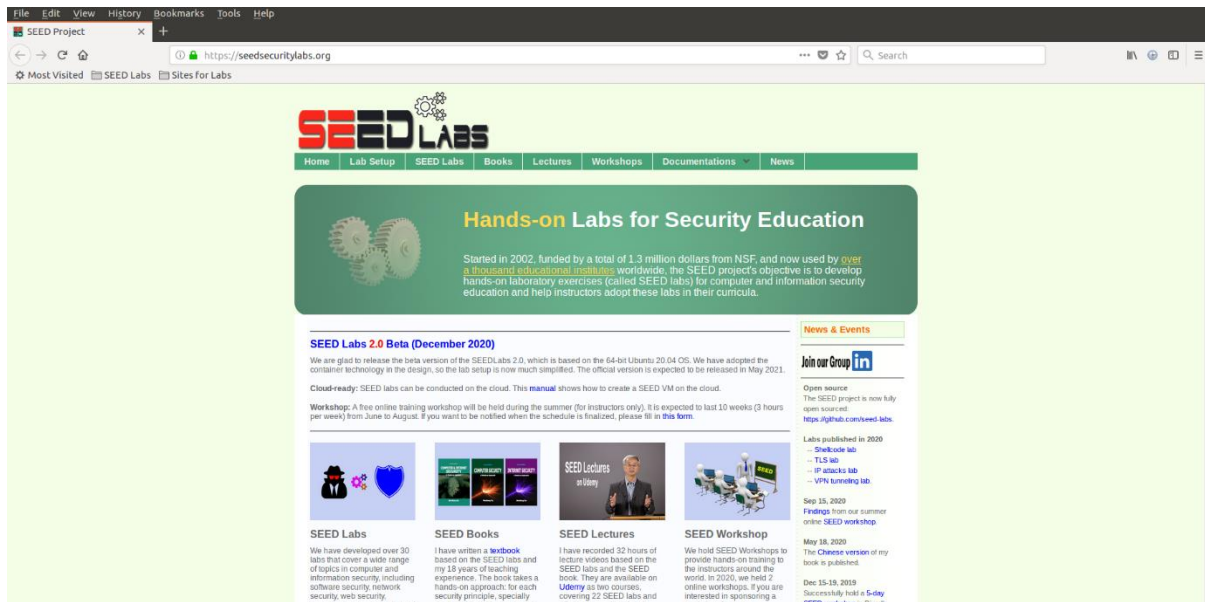 File Edit View History Bookmarks Tools Help
SEED Project
https://seedsecuritylabs.org
Search
Most Visited SEED Labs Sites for Labs
SEED LABS
Home Lab Setup SEED Labs Books Lectures Workshops Documentations News
Hands-on Labs for Security Education
Started in 2002, funded by a total of 1.3 million dollars from NSF, and now used by over
a thousand educational institutes worldwide, the SEED project's objective is to develop
hands-on laboratory exercises (called SEED labs) for computer and information security
education and help instructors adopt these labs in their curricula.
SEED Labs 2.0 Beta (December 2020)
We are glad to release the beta version of the SEEDLabs 2.0, which is based on the 64-bit Ubuntu 20.04 OS. We have adopted the
container technology in the design, so the lab setup is now much simplified. The official version is expected to be released in May 2021.
Cloud-ready: SEED labs can be conducted on the cloud. This manual shows how to create a SEED VM on the cloud.
Workshop: A free online training workshop will be held during the summer (for instructors only). It is expected to last 10 weeks (3 hours
per week) from June to August. If you want to be notified when the schedule is finalized, please fill in this form.
SEED Labs
We have developed over 30
labs that cover a wide range
of topics in computer and
information security, including
software security, network
security, web security,
COMPUTER SECURITY
INTERNET SECURITY
SEED Books
I have written a textbook
based on the SEED labs and
my 18 years of teaching
experience. The book takes a
hands-on approach: for each
security principle, specially
SEED Lectures
on Udemy
SEED Lectures
I have recorded 32 hours of
lecture videos based on the
SEED labs and the SEED
book. They are available on
Udemy as two courses,
covering 22 SEED labs and
SEED
SEED Workshop
We hold SEED Workshops to
provide hands-on training to
the instructors around the
world. In 2020, we held 2
online workshops. If you are
interested in sponsoring a
News & Events
Join our Group in
Open source
The SEED project is now fully
open sourced:
https://github.com/seed-labs.
Labs published in 2020
-- Shellcode lab
-- TLS lab
-- IP attacks lab
-- VPN tunneling lab
Sep 15, 2020
Findings from our summer
online SEED workshop.
May 18, 2020
The Chinese version of my
book is published.
Dec 15-19, 2019
Successfully hold a 5-day